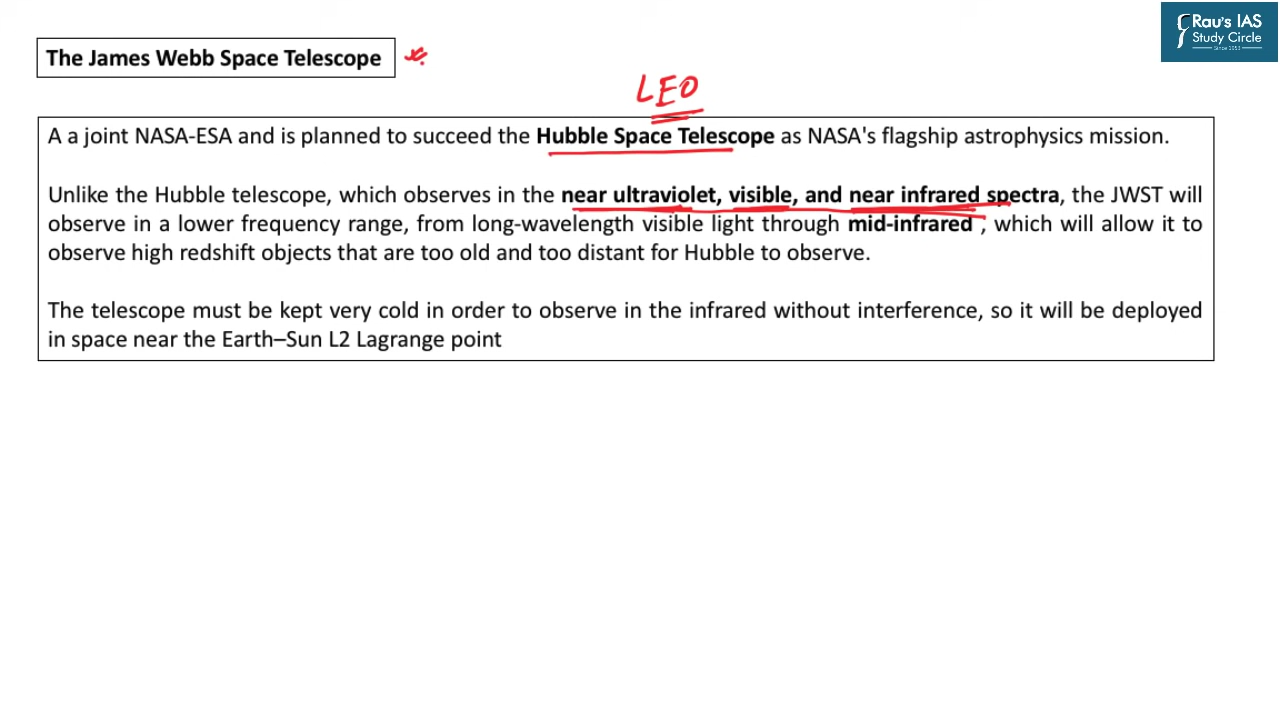 Rau's IAS
Study Circle
Since 1953
The James Webb Space Telescope
LEO
A a joint NASA-ESA and is planned to succeed the Hubble Space Telescope as NASA's flagship astrophysics mission.
Unlike the Hubble telescope, which observes in the near ultraviolet, visible, and near infrared spectra, the JWST will
observe in a lower frequency range, from long-wavelength visible light through mid-infrared , which will allow it to
observe high redshift objects that are too old and too distant for Hubble to observe.
The telescope must be kept very cold in order to observe in the infrared without interference, so it will be deployed
in space near the Earth–Sun L2 Lagrange point